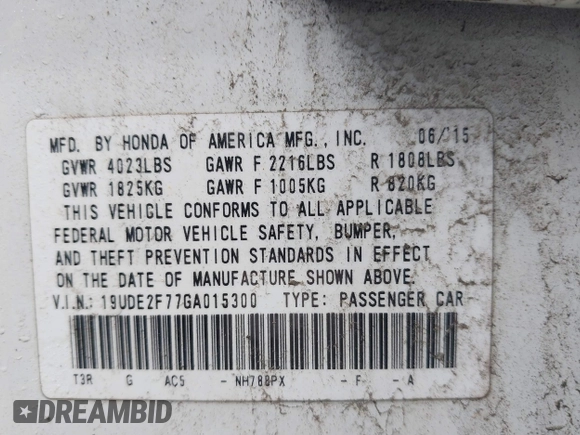 MFD. BY HONDA OF AMERICA MFG., INC. 06/15
GVWR 4023LBS GAWR F 2216LBS R 1808LBS
GVWR 1825KG GAWR F 1005KG R 820KG
THIS VEHICLE CONFORMS TO ALL APPLICABLE
FEDERAL MOTOR VEHICLE SAFETY, BUMPER,
AND THEFT PREVENTION STANDARDS IN EFFECT
ON THE DATE OF MANUFACTURE SHOWN ABOVE.
V.I.N.: 19UDE2F77GA015300 TYPE: PASSENGER CAR
T3R G AC5 - NH788PX - F - A
DREAMBID